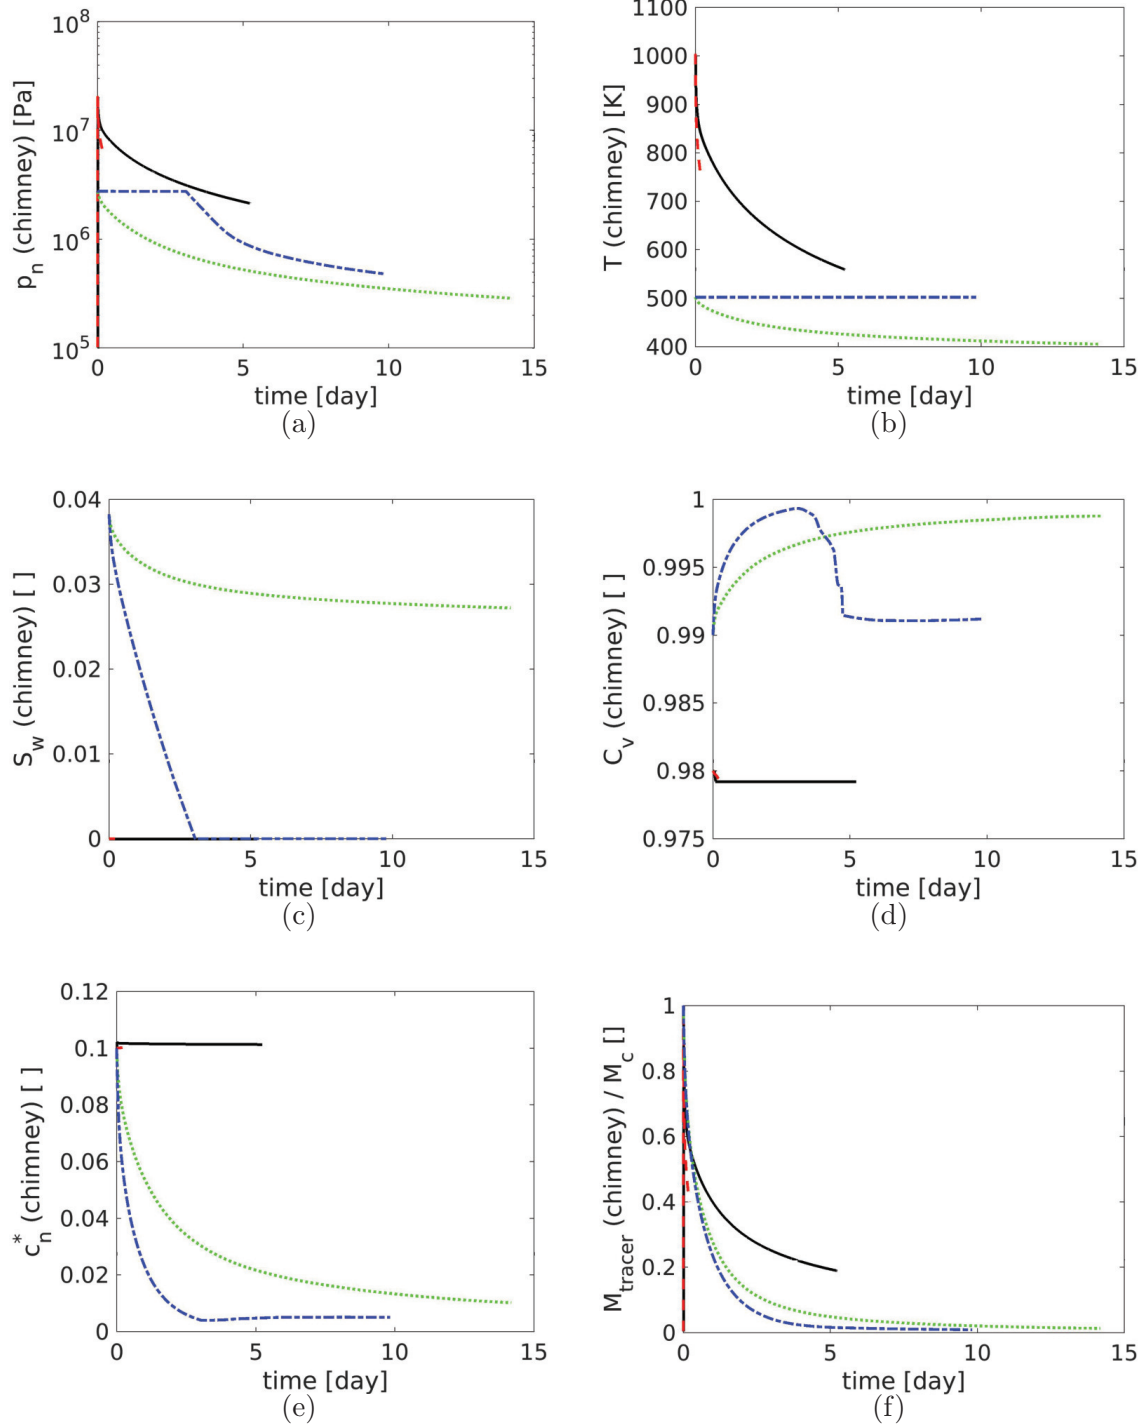 10^8
10^7
10^6
10^5
p_n (chimney) [Pa]
0 5 10 15
time [day]
(a)
1100
1000
900
800
700
600
500
400
T (chimney) [K]
0 5 10 15
time [day]
(b)
0.04
0.03
0.02
0.01
0
S_w (chimney) [ ]
0 5 10 15
time [day]
(c)
1
0.995
0.99
0.985
0.98
0.975
C_v (chimney) [ ]
0 5 10 15
time [day]
(d)
0.12
0.1
0.08
0.06
0.04
0.02
0
c_n^* (chimney) [ ]
0 5 10 15
time [day]
(e)
1
0.8
0.6
0.4
0.2
0
M_tracer (chimney) / M_c []
0 5 10 15
time [day]
(f)